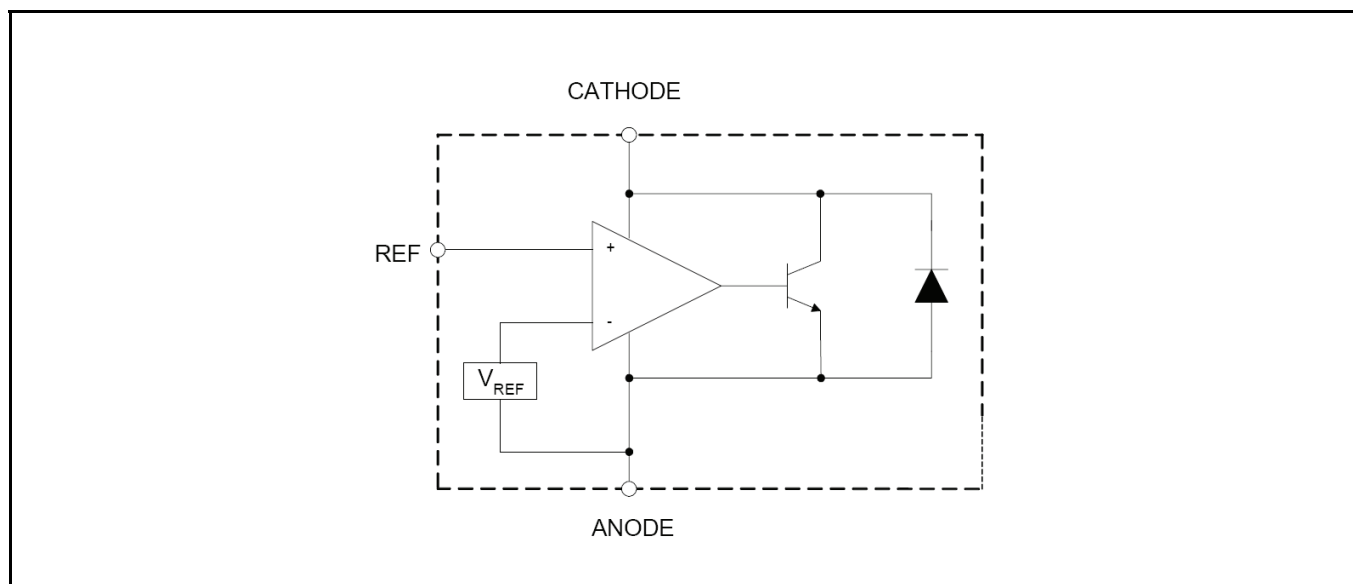 CATHODE
REF
+
-
VREF
ANODE